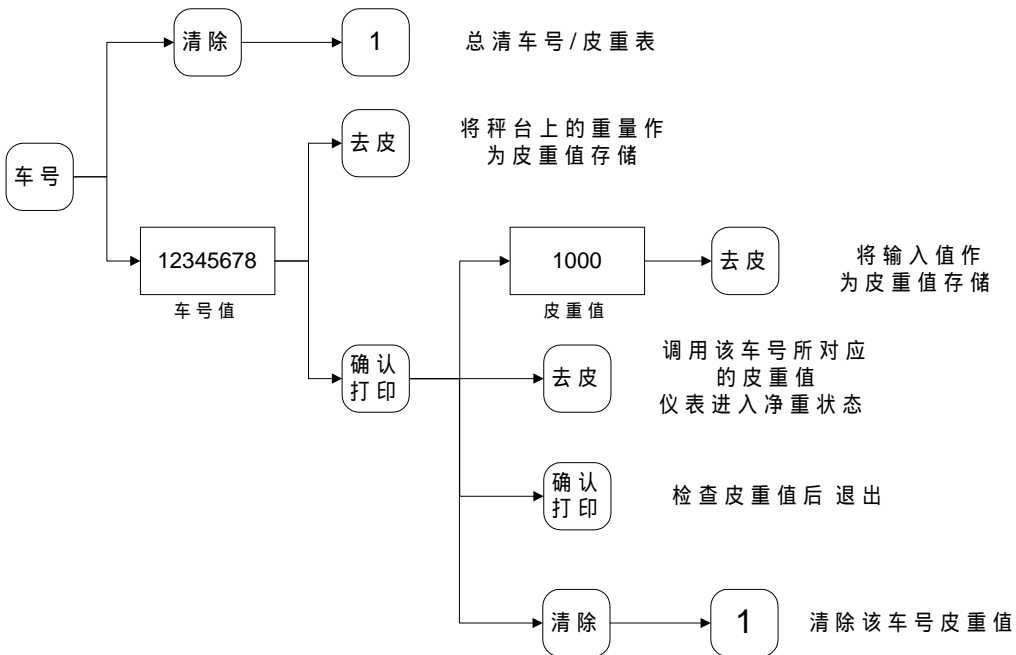 清除
1
总清车号/皮重表
去皮
将秤台上的重量作
为皮重值存储
车号
12345678
车号值
1000
皮重值
去皮
将输入值作
为皮重值存储
确认
打印
去皮
调用该车号所对应
的皮重值
仪表进入净重状态
确认
打印
检查皮重值后 退出
清除
1
清除该车号皮重值